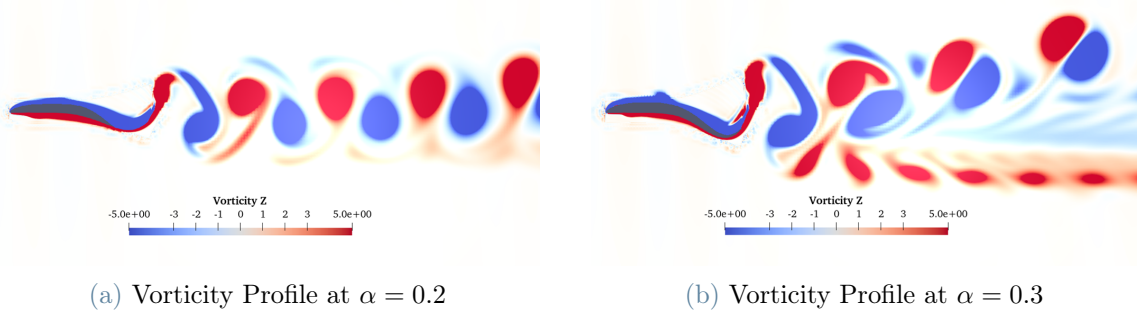 Vorticity Z
-5.0e+00 -3 -2 -1 0 1 2 3 5.0e+00
(a) Vorticity Profile at α = 0.2
Vorticity Z
-5.0e+00 -3 -2 -1 0 1 2 3 5.0e+00
(b) Vorticity Profile at α = 0.3